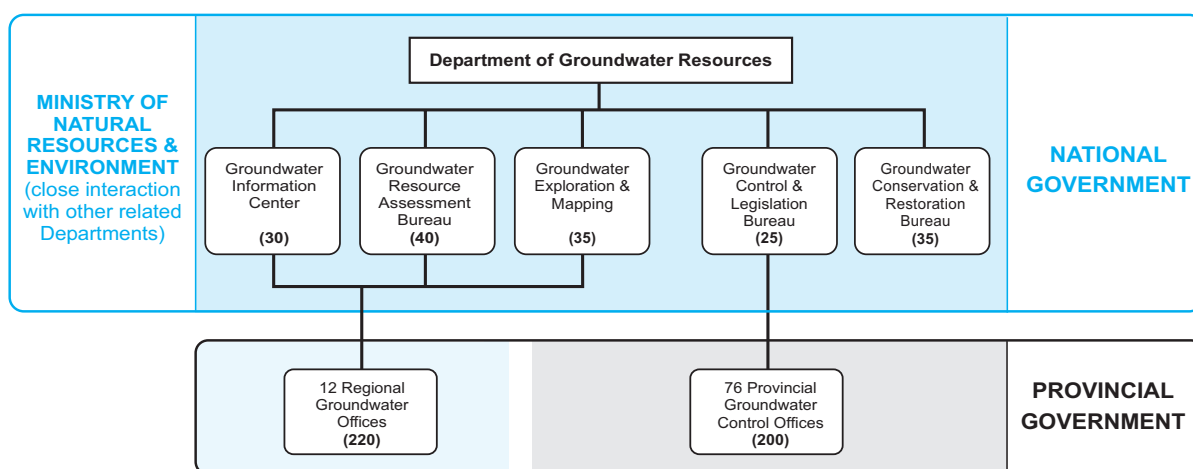 Department of Groundwater Resources
MINISTRY OF
NATURAL
RESOURCES &
ENVIRONMENT
(close interaction
with other related
Departments)
Groundwater
Information
Center
(30)
Groundwater
Resource
Assessment
Bureau
(40)
Groundwater
Exploration &
Mapping
(35)
Groundwater
Control &
Legislation
Bureau
(25)
Groundwater
Conservation &
Restoration
Bureau
(35)
NATIONAL
GOVERNMENT
12 Regional
Groundwater
Offices
(220)
76 Provincial
Groundwater
Control Offices
(200)
PROVINCIAL
GOVERNMENT